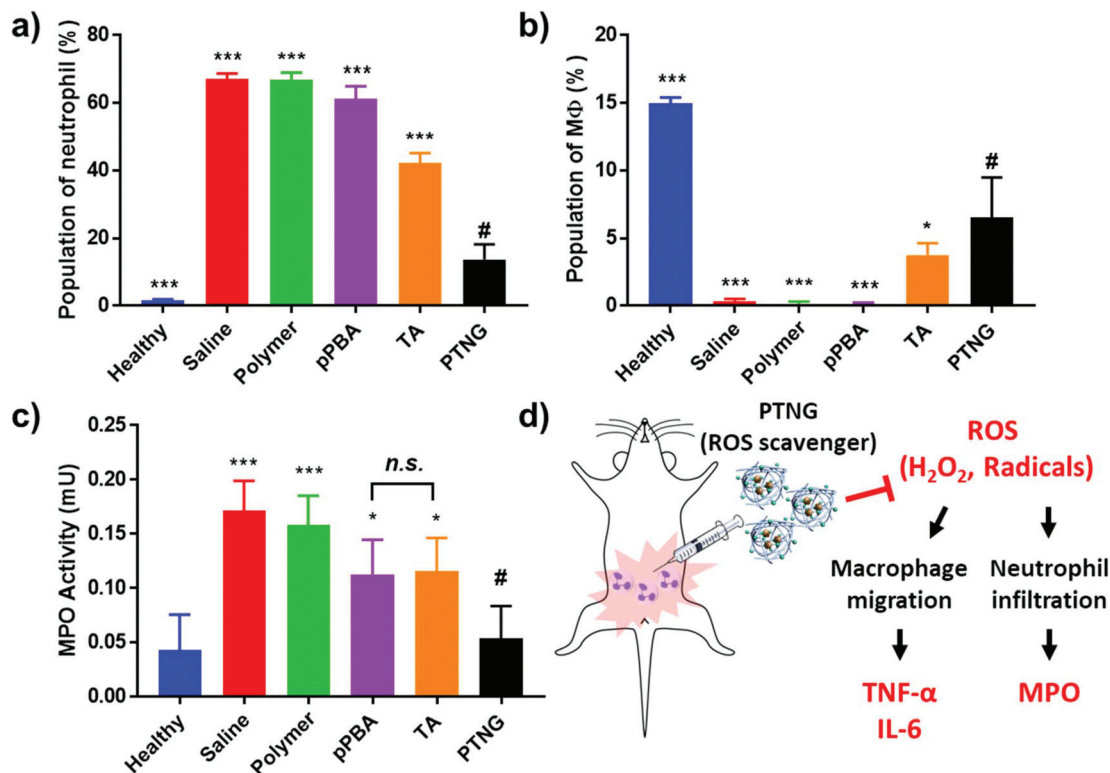 a)
Population of neutrophil (%)
80
60
40
20
0
***
***
***
***
***
#
Healthy
Saline
Polymer
pPBA
TA
PTNG
b)
Population of MΦ (%)
20
15
10
5
0
***
***
***
***
*
#
Healthy
Saline
Polymer
pPBA
TA
PTNG
c)
MPO Activity (mU)
0.25
0.20
0.15
0.10
0.05
0.00
***
***
n.s.
*
*
#
Healthy
Saline
Polymer
pPBA
TA
PTNG
d)
PTNG
(ROS scavenger)
ROS
(H₂O₂, Radicals)
Macrophage
migration
Neutrophil
infiltration
TNF-α
IL-6
MPO